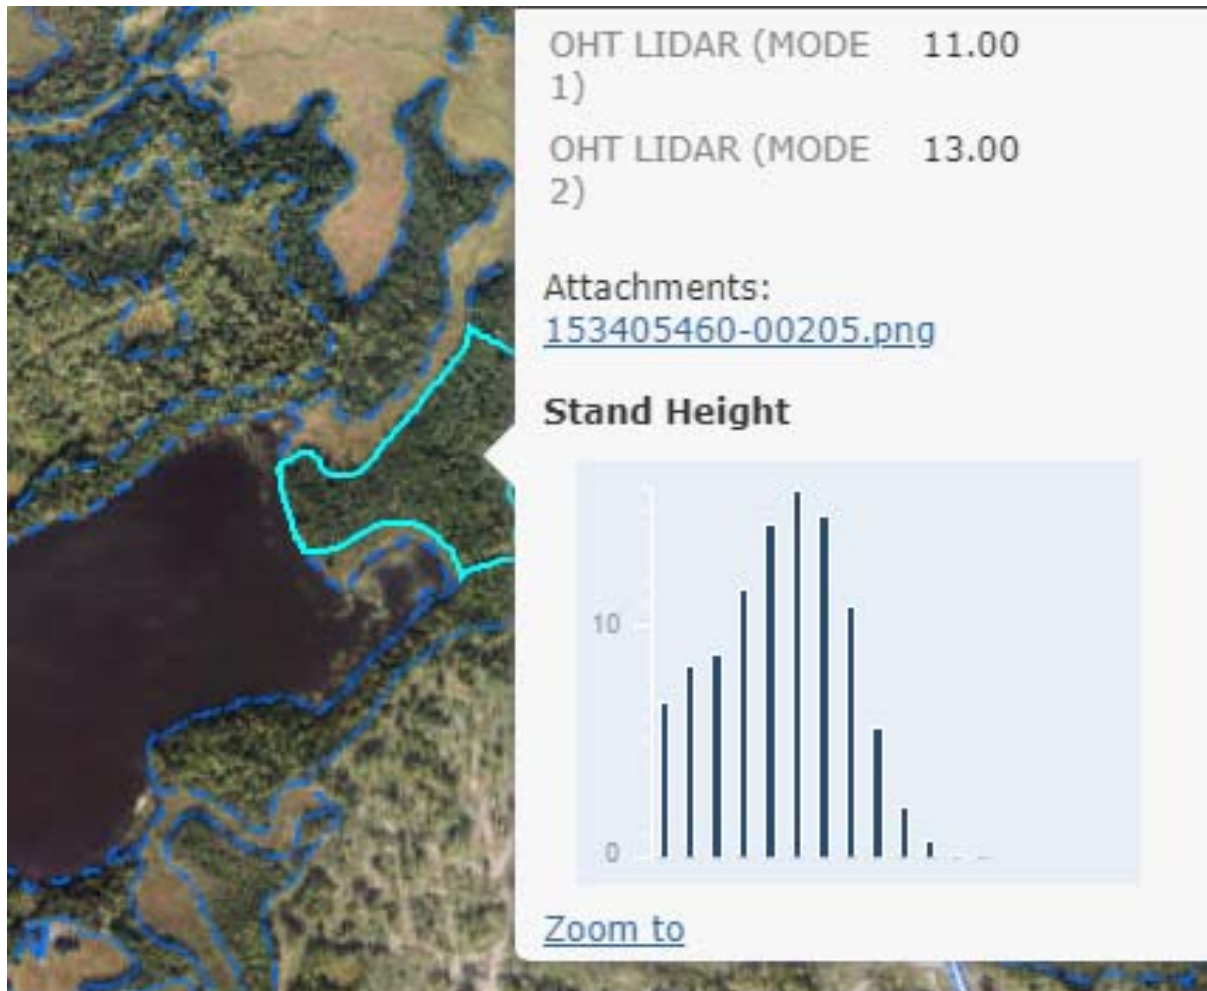 OHT LIDAR (MODE 11.00
1)
OHT LIDAR (MODE 13.00
2)
Attachments:
153405460-00205.png
Stand Height
10
0
Zoom to